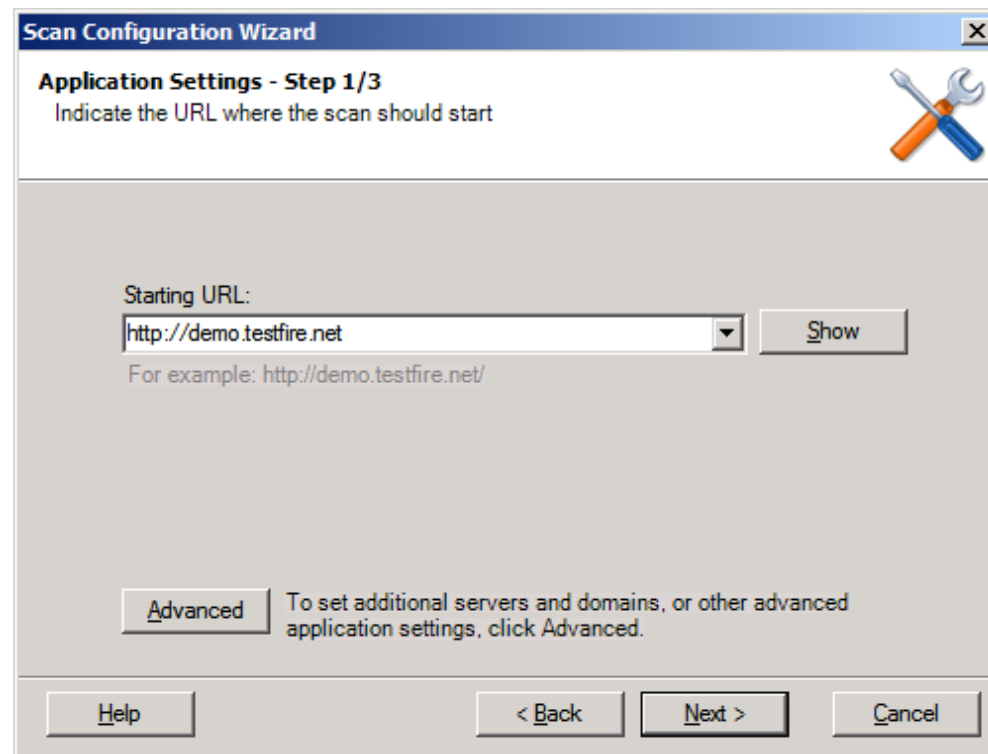 Scan Configuration Wizard
Application Settings - Step 1/3
Indicate the URL where the scan should start
Starting URL:
http://demo.testfire.net
Show
For example: http://demo.testfire.net/
Advanced
To set additional servers and domains, or other advanced
application settings, click Advanced.
Help
< Back
Next >
Cancel